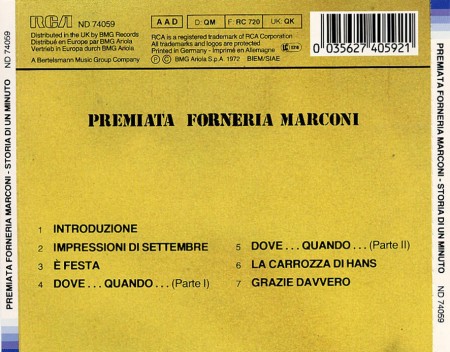 RCA ND 74059
Distributed in the UK by BMG Records
Distribué en Europe par BMG Ariola
Vertrieb in Europa durch BMG Ariola
A Bertelsmann Music Group Company
A A D D: QM F: RC 720 UK QK
RCA is a registered trademark of RCA Corporation
All trademarks and logos are protected
Printed in Germany - Imprimé en Allemagne
Ⓟ BMG Ariola S.p.A. 1972 BIEM/SIAE
0 035627 405921
PREMIATA FORNERIA MARCONI
1 INTRODUZIONE
2 IMPRESSIONI DI SETTEMBRE
3 È FESTA
4 DOVE . . . QUANDO . . . (Parte I)
5 DOVE . . . QUANDO . . . (Parte II)
6 LA CARROZZA DI HANS
7 GRAZIE DAVVERO
PREMIATA FORNERIA MARCONI - STORIA DI UN MINUTO ND 74059
PREMIATA FORNERIA MARCONI - STORIA DI UN MINUTO ND 74059